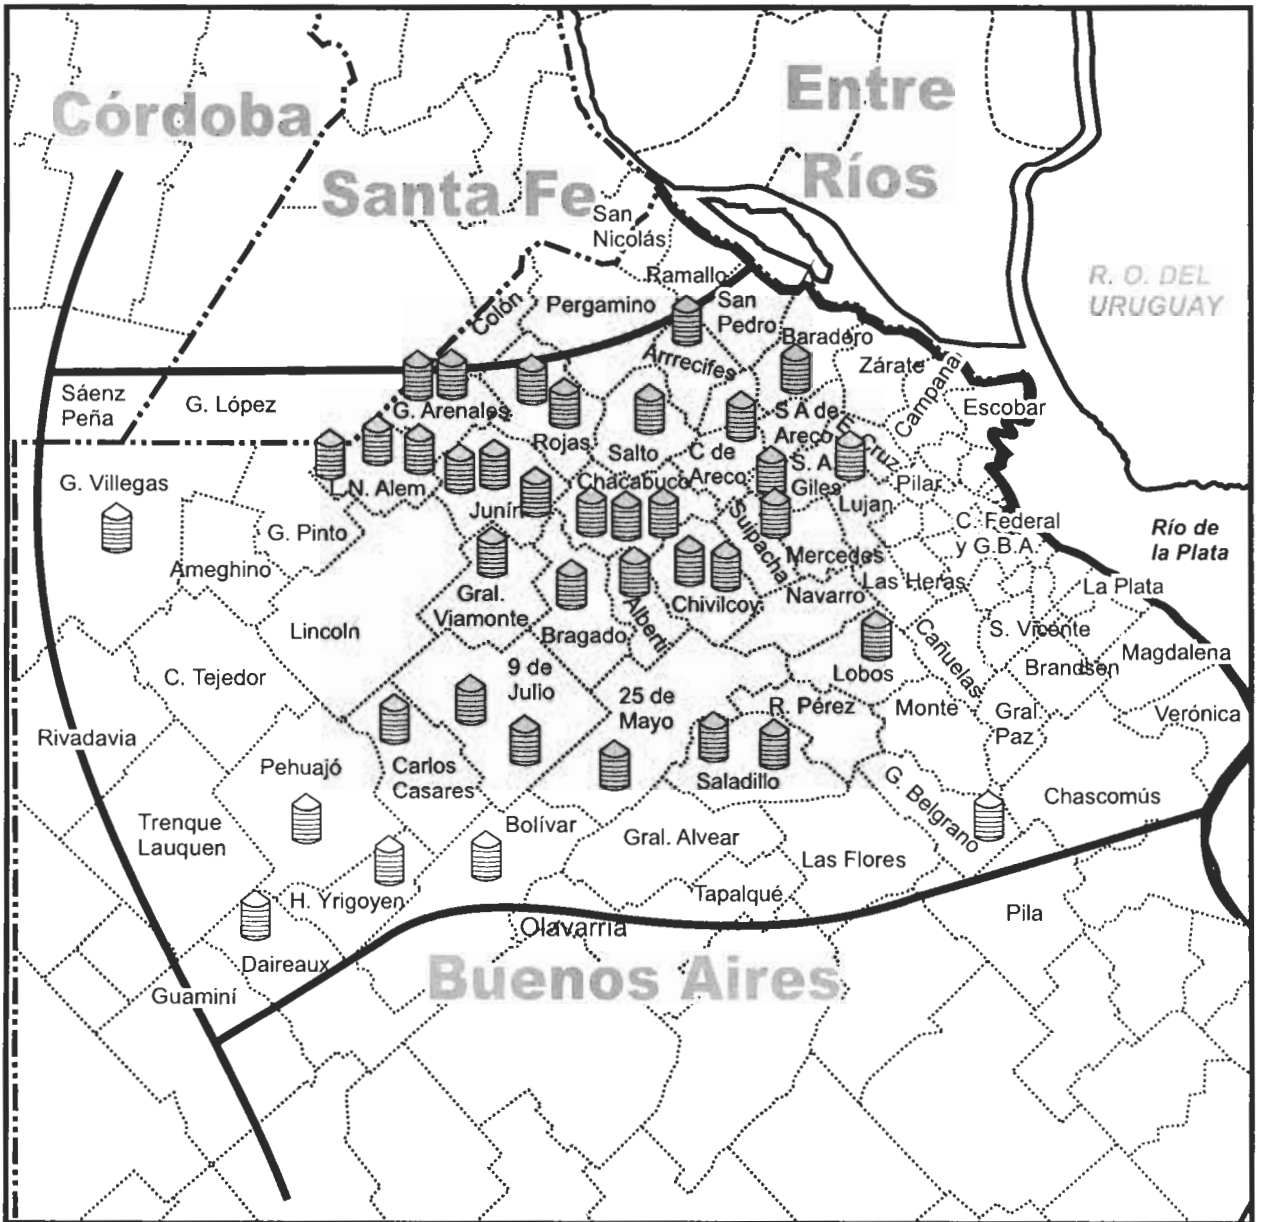 Córdoba
Entre
Ríos
Santa Fe
San
Nicolás
R. O. DEL
URUGUAY
Ramallo
Colón
Pergamino
San
Pedro
Baradero
Arrrecifes
Zárate
Campana
Sáenz
Peña
G. López
G. Arenales
Escobar
Rojas
Salto
C de
Areco
S A de
Areco
E. Cruz
S. A.
Giles
Pilar
G. Villegas
L.N. Alem
Chacabuco
Junín
Lujan
G. Pinto
Suipacha
C. Federal
y G.B.A.
Río de
la Plata
Ameghino
Mercedes
Las Heras
La Plata
Gral.
Viamonte
Alberti
Chivilcoy
Navarro
Lincoln
Bragado
Cañuelas
S. Vicente
Brandsen
Magdalena
C. Tejedor
9 de
Julio
25 de
Mayo
Lobos
R. Pérez
Monte
Gral.
Paz
Verónica
Rivadavia
Pehuajó
Carlos
Casares
Saladillo
G. Belgrano
Chascomús
Trenque
Lauquen
Bolívar
Gral. Alvear
Las Flores
H. Yrigoyen
Tapalqué
Olavarria
Pila
Daireaux
Guaminí
Buenos Aires